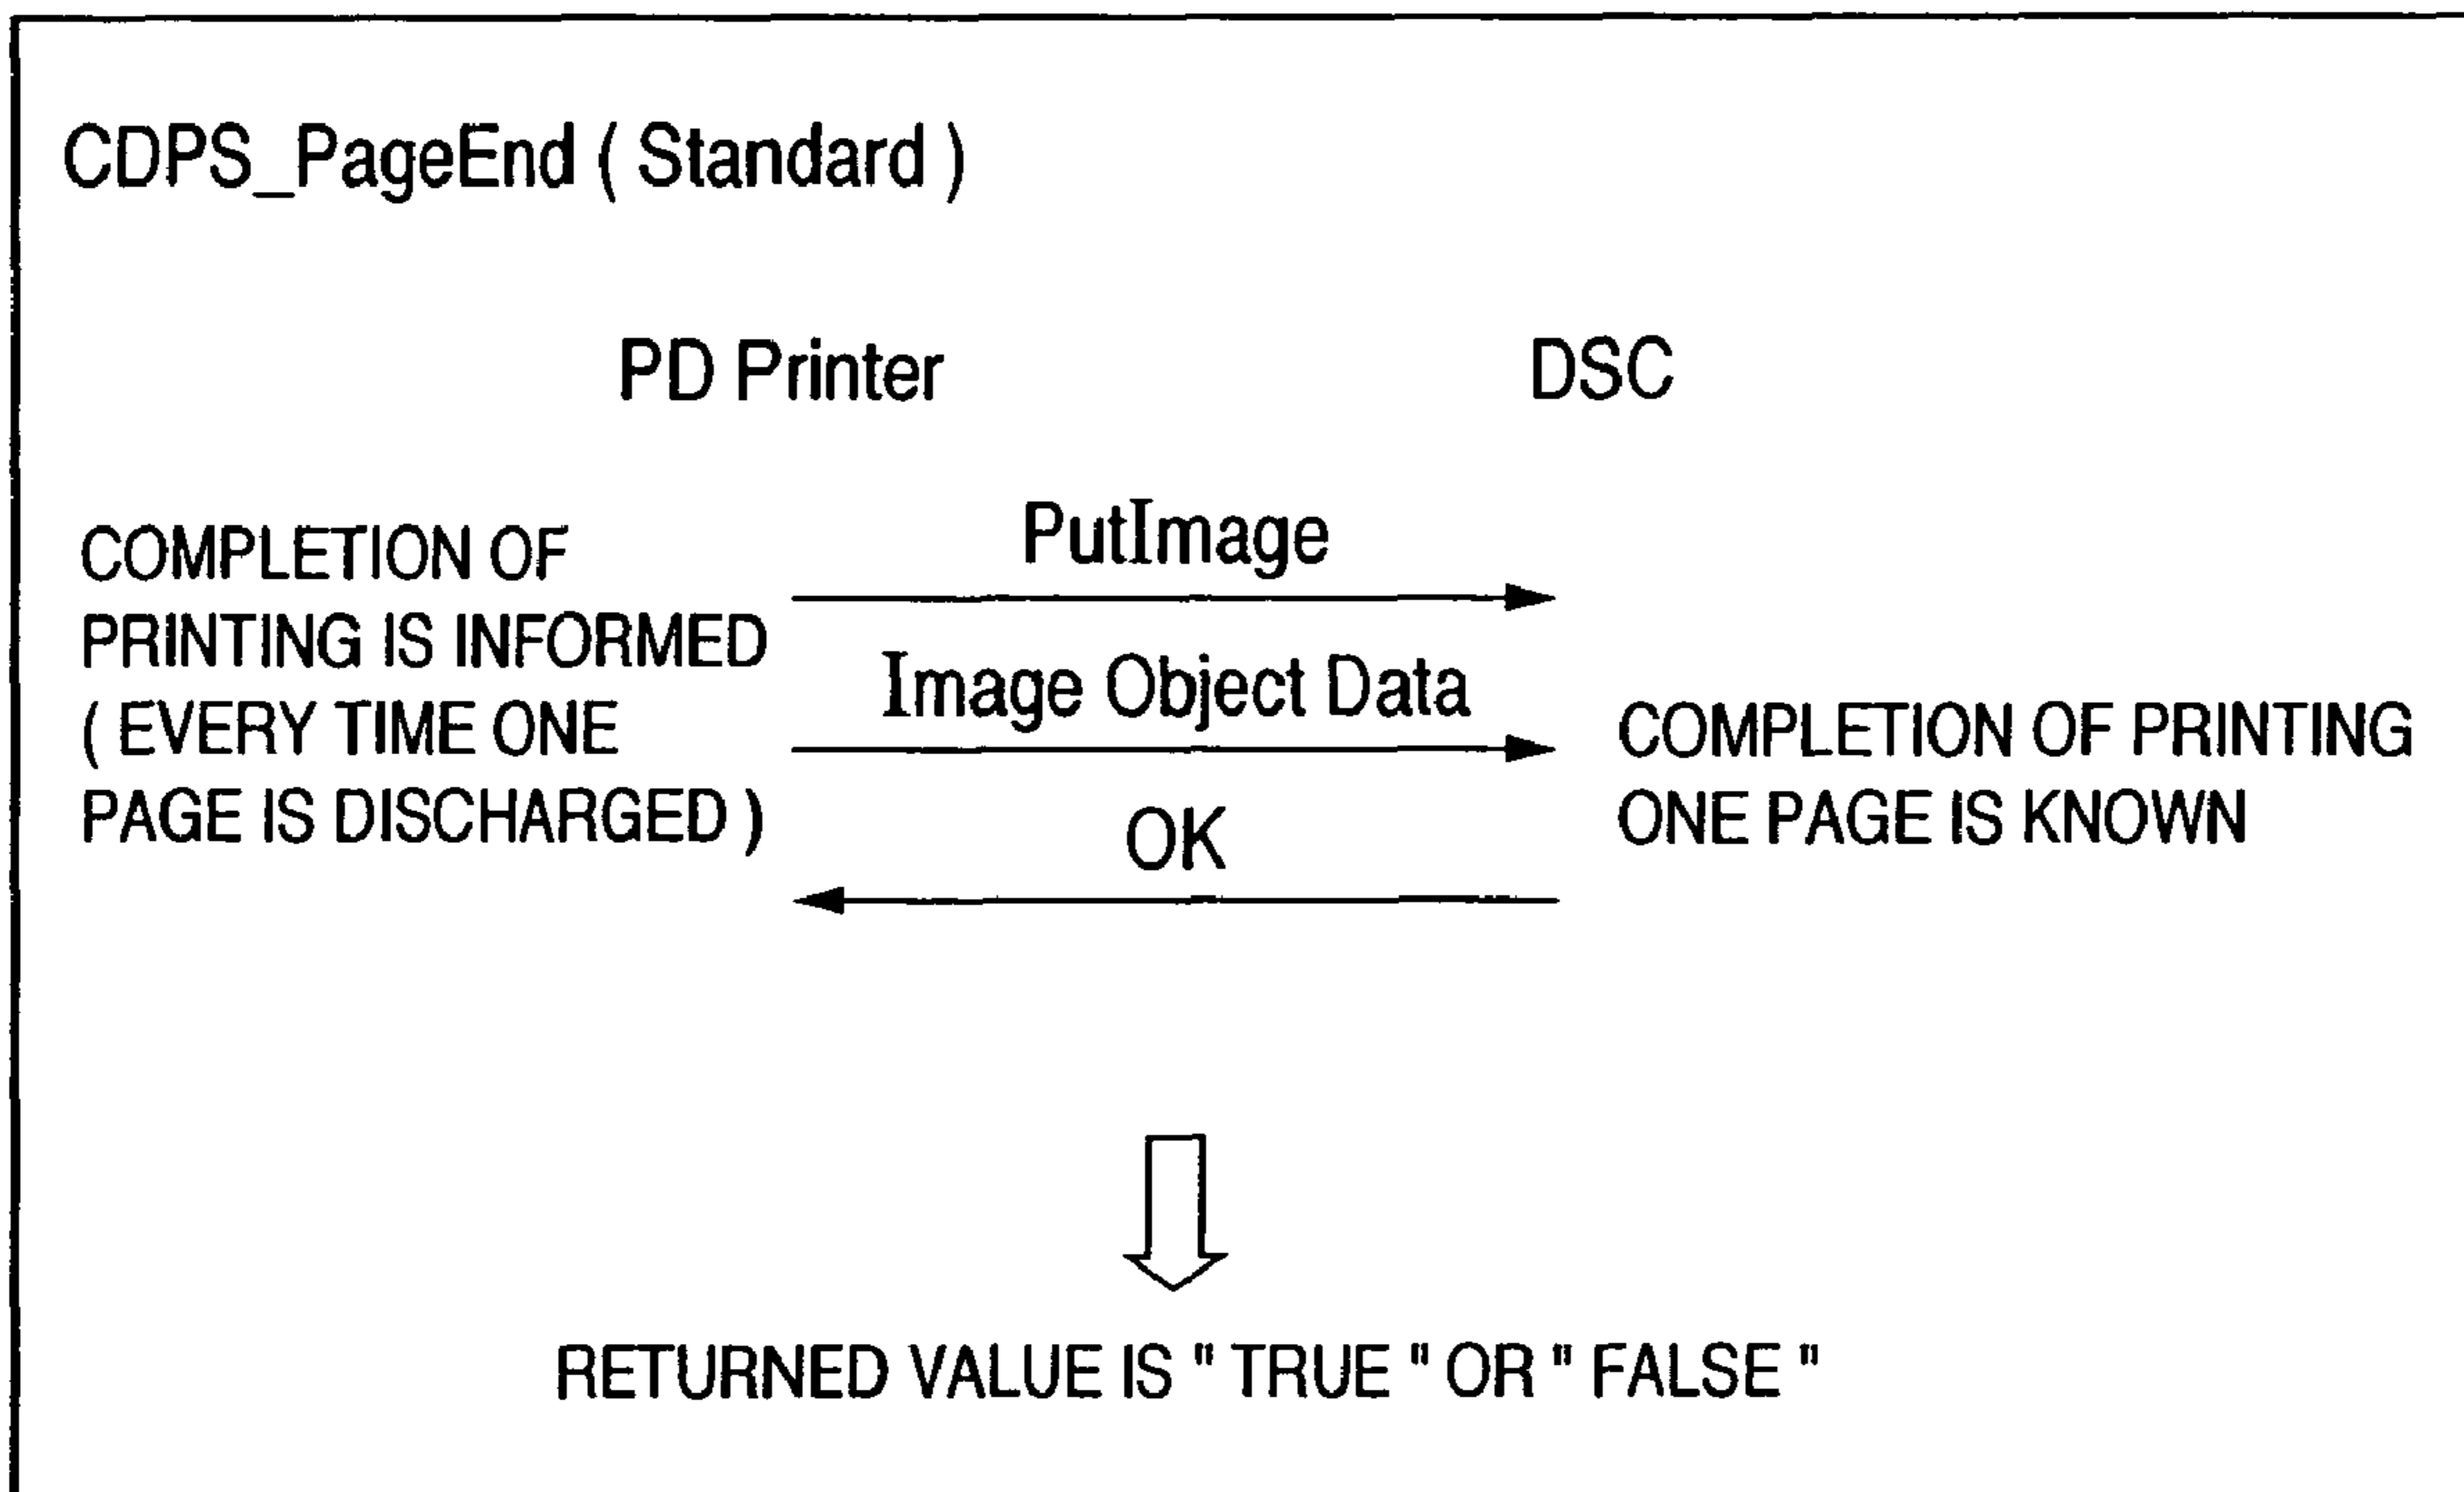 CDPS_PageEnd ( Standard )
PD Printer
DSC
COMPLETION OF
PRINTING IS INFORMED
( EVERY TIME ONE
PAGE IS DISCHARGED )
PutImage
Image Object Data
OK
COMPLETION OF PRINTING
ONE PAGE IS KNOWN
RETURNED VALUE IS " TRUE " OR " FALSE "